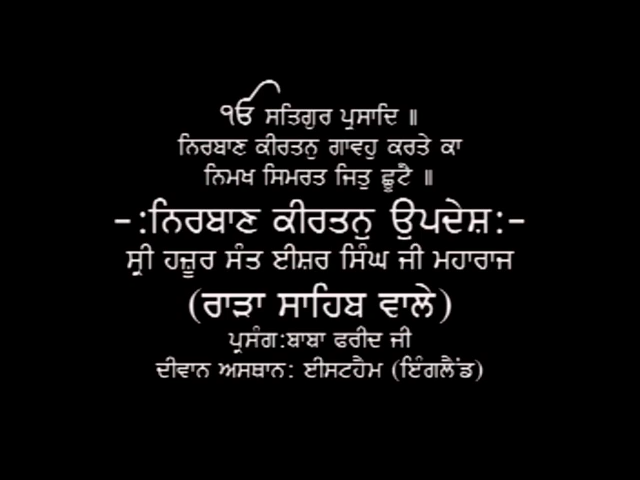 ੴ ਸਤਿਗੁਰ ਪ੍ਰਸਾਦਿ ॥
ਨਿਰਬਾਣ ਕੀਰਤਨੁ ਗਾਵਹੁ ਕਰਤੇ ਕਾ
ਨਿਮਖ ਸਿਮਰਤ ਜਿਤੁ ਛੂਟੈ ॥
-:ਨਿਰਬਾਣ ਕੀਰਤਨੁ ਉਪਦੇਸ਼:-
ਸ੍ਰੀ ਹਜ਼ੂਰ ਸੰਤ ਈਸ਼ਰ ਸਿੰਘ ਜੀ ਮਹਾਰਾਜ
(ਰਾੜਾ ਸਾਹਿਬ ਵਾਲੇ)
ਪ੍ਰਸੰਗ:ਬਾਬਾ ਫਰੀਦ ਜੀ
ਦੀਵਾਨ ਅਸਥਾਨ: ਈਸਟਹੈਮ (ਇੰਗਲੈਂਡ)